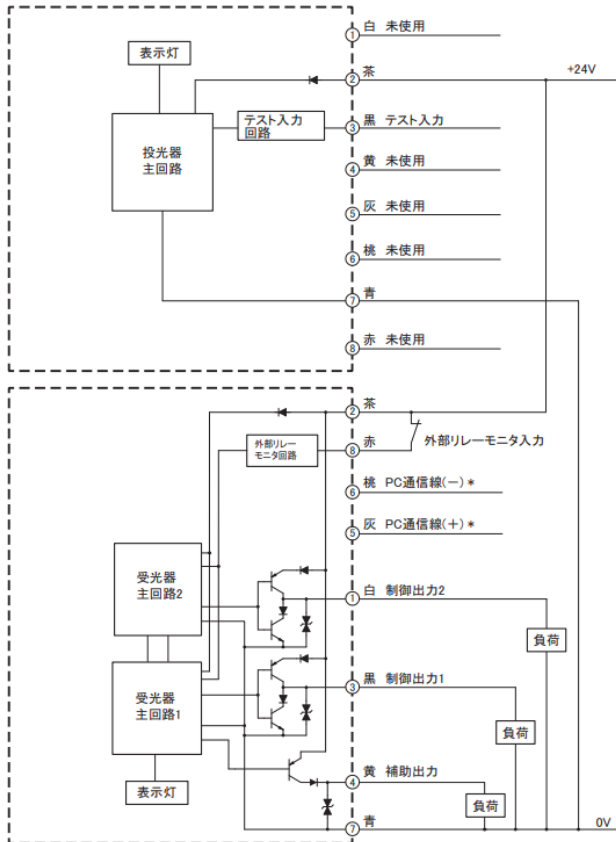 ① 白 未使用
表示灯
② 茶
+24V
テスト入力
回路
③ 黒 テスト入力
投光器
主回路
④ 黄 未使用
⑤ 灰 未使用
⑥ 桃 未使用
⑦ 青
⑧ 赤 未使用
② 茶
外部リレー
モニタ回路
⑧ 赤
外部リレーモニタ入力
⑥ 桃 PC通信線(−)*
⑤ 灰 PC通信線(+)*
受光器
主回路2
① 白 制御出力2
負荷
受光器
主回路1
③ 黒 制御出力1
負荷
表示灯
④ 黄 補助出力
負荷
⑦ 青
0V